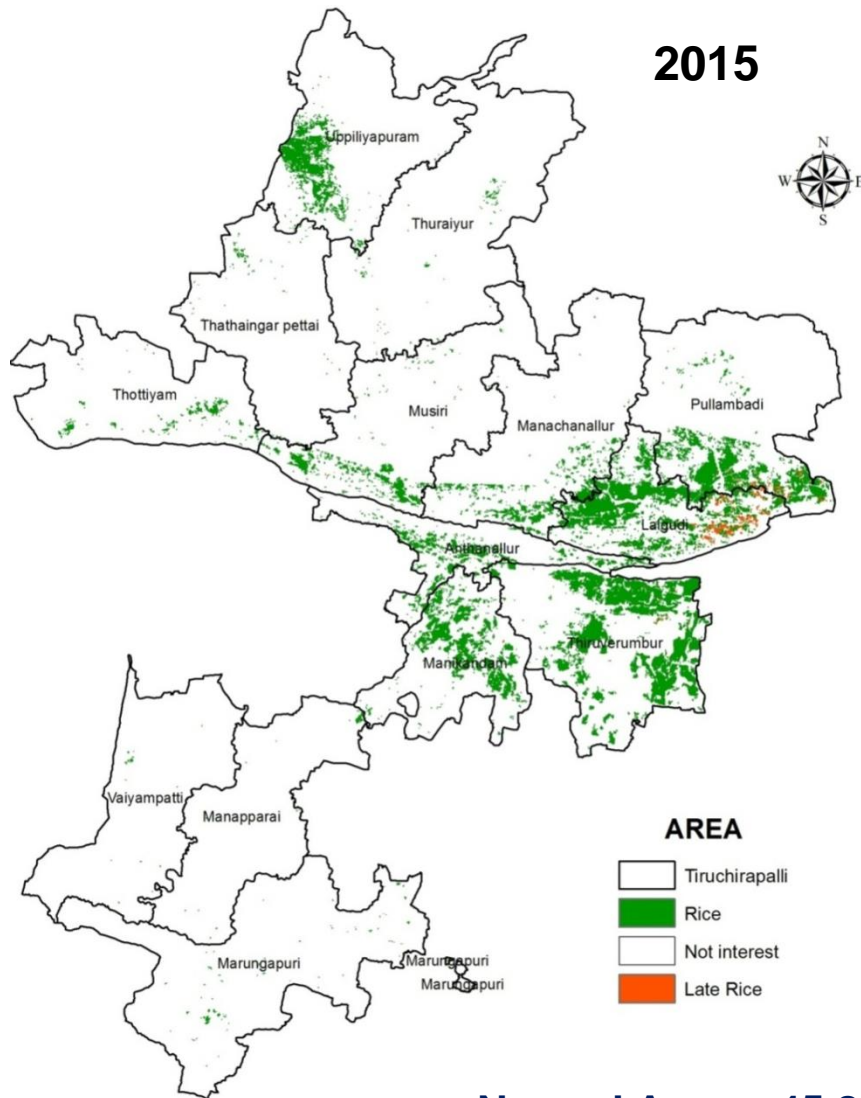 2015
N
W
E
S
Uppiliyapuram
Thuraiyur
Thathaingar pettai
Thottiyam
Musiri
Manachanallur
Pullambadi
Lalgudi
Anthanallur
Thiruverumbur
Manikandam
Vaiyampatti
Manapparai
Marungapuri
Marungapuri
Marungapuri
AREA
Tiruchirapalli
Rice
Not interest
Late Rice